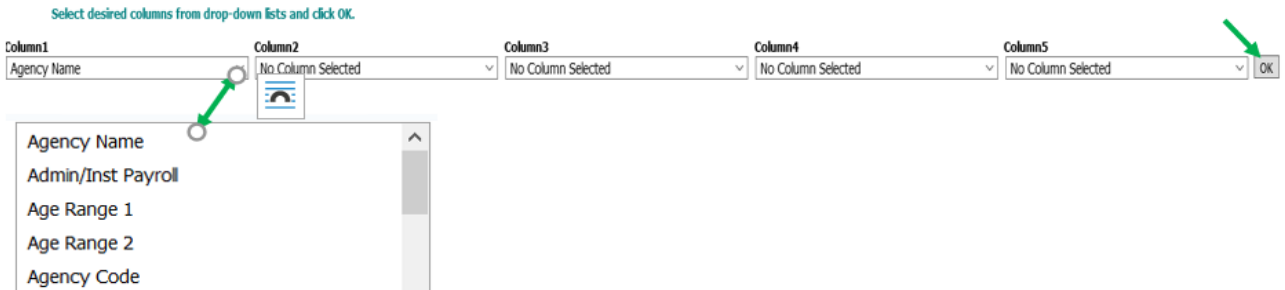 Select desired columns from drop-down lists and click OK.
Column1 Column2 Column3 Column4 Column5
Agency Name No Column Selected No Column Selected No Column Selected No Column Selected OK
Agency Name
Admin/Inst Payroll
Age Range 1
Age Range 2
Agency Code